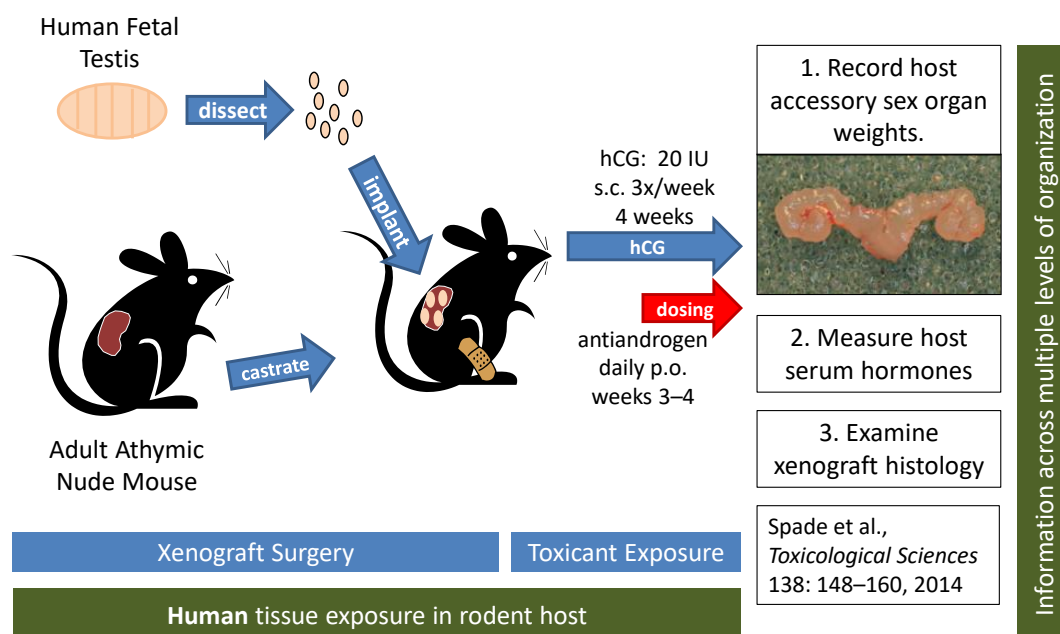 Human Fetal
Testis
dissect
implant
Adult Athymic
Nude Mouse
castrate
hCG: 20 IU
s.c. 3x/week
4 weeks
hCG
dosing
antiandrogen
daily p.o.
weeks 3–4
1. Record host
accessory sex organ
weights.
2. Measure host
serum hormones
3. Examine
xenograft histology
Spade et al.,
Toxicological Sciences
138: 148–160, 2014
Xenograft Surgery
Toxicant Exposure
Human tissue exposure in rodent host
Information across multiple levels of organization